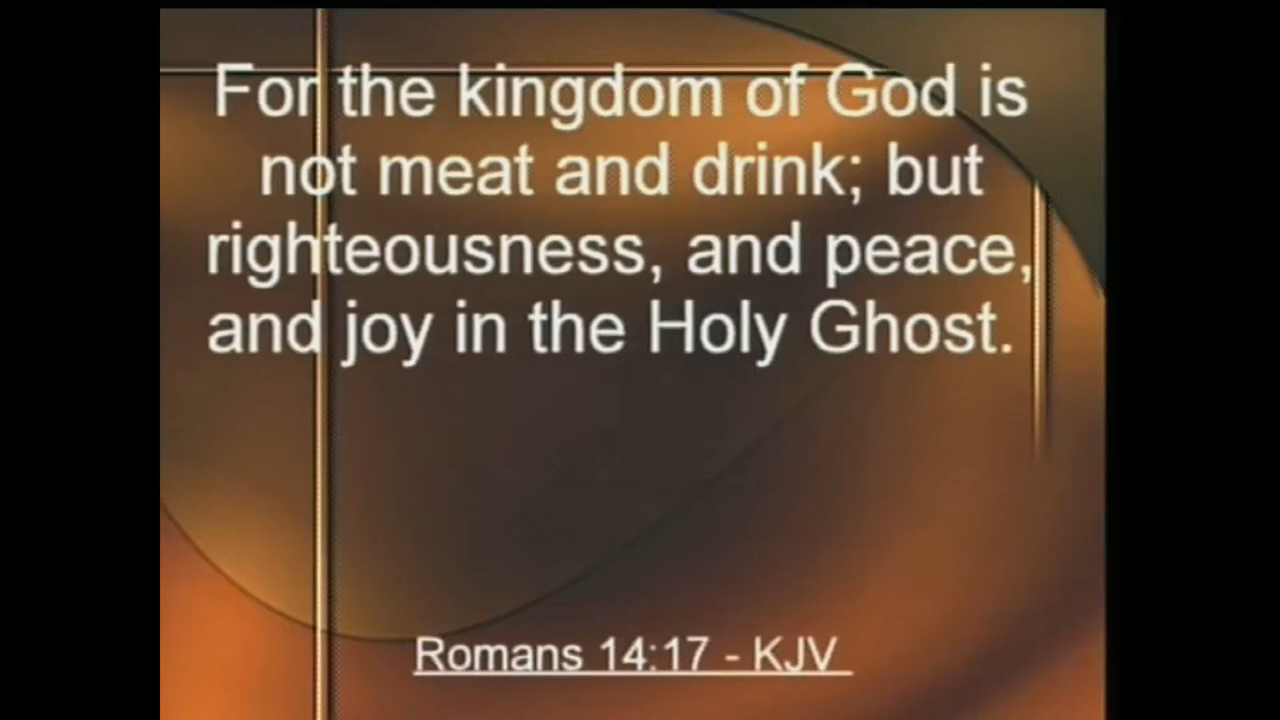 For the kingdom of God is
not meat and drink; but
righteousness, and peace,
and joy in the Holy Ghost.
Romans 14:17 - KJV